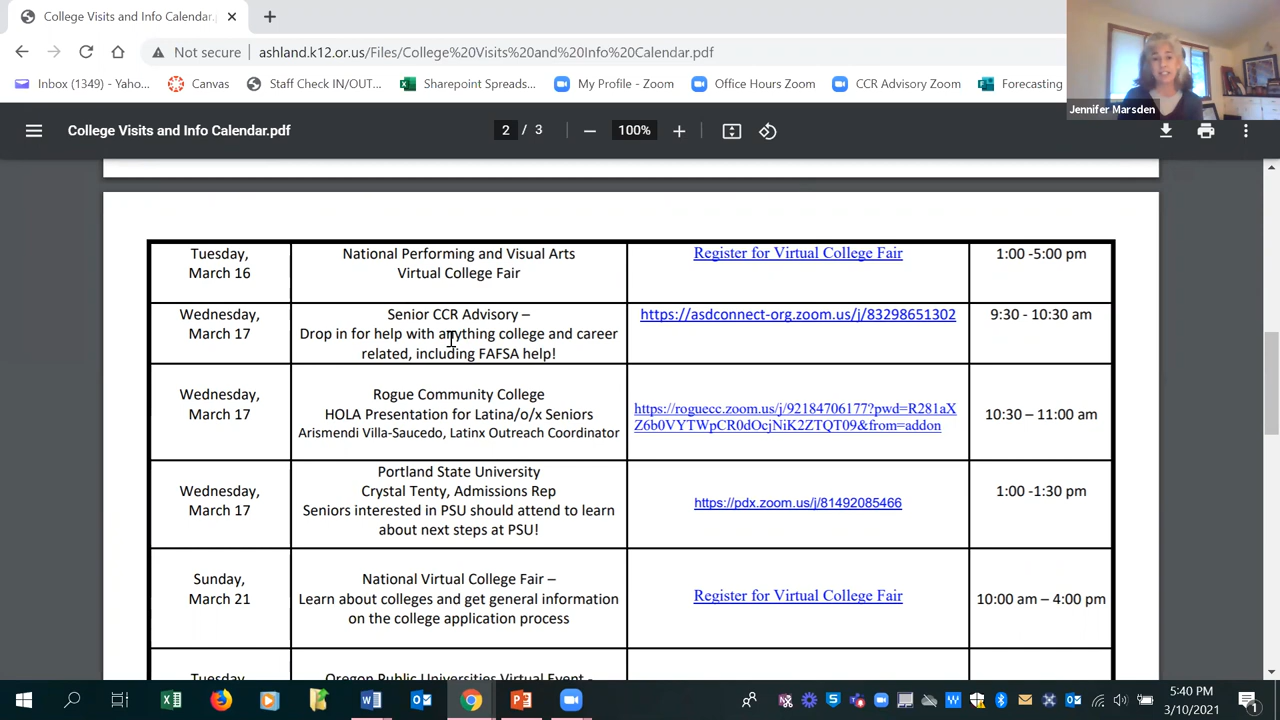 College Visits and Info Calendar.
Not secure
ashland.k12.or.us/Files/College%20Visits%20and%20Info%20Calendar.pdf
Inbox (1349) - Yaho...
Canvas
Staff Check IN/OUT...
Sharepoint Spreads...
My Profile - Zoom
Office Hours Zoom
CCR Advisory Zoom
Forecasting
Jennifer Marsden
College Visits and Info Calendar.pdf
2 / 3
100%
Tuesday,
March 16
National Performing and Visual Arts
Virtual College Fair
Register for Virtual College Fair
1:00 -5:00 pm
Wednesday,
March 17
Senior CCR Advisory –
Drop in for help with anything college and career
related, including FAFSA help!
https://asdconnect-org.zoom.us/j/83298651302
9:30 - 10:30 am
Wednesday,
March 17
Rogue Community College
HOLA Presentation for Latina/o/x Seniors
Arismendi Villa-Saucedo, Latinx Outreach Coordinator
https://roguecc.zoom.us/j/92184706177?pwd=R281aX
Z6b0VYTWpCR0dOcjNiK2ZTQT09&from=addon
10:30 – 11:00 am
Wednesday,
March 17
Portland State University
Crystal Tenty, Admissions Rep
Seniors interested in PSU should attend to learn
about next steps at PSU!
https://pdx.zoom.us/j/81492085466
1:00 -1:30 pm
Sunday,
March 21
National Virtual College Fair –
Learn about colleges and get general information
on the college application process
Register for Virtual College Fair
10:00 am – 4:00 pm
Tuesday
Oregon Public Universities Virtual Event -
5:40 PM
3/10/2021